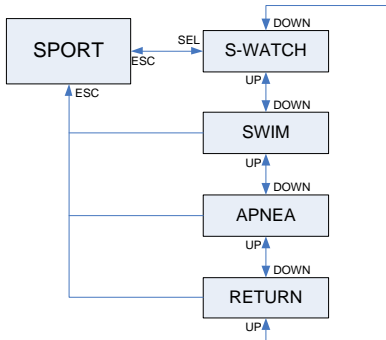 DOWN
SPORT
SEL
S-WATCH
ESC
ESC
UP
DOWN
SWIM
UP
DOWN
APNEA
UP
DOWN
RETURN
UP